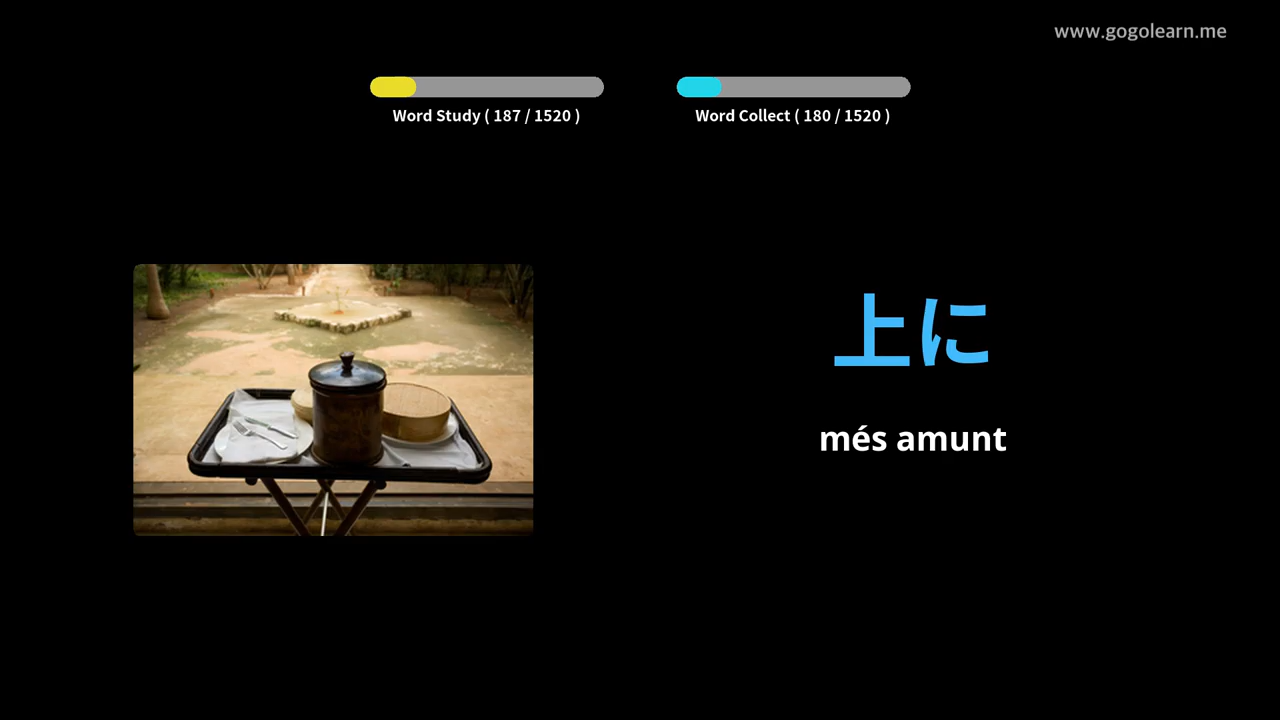 www.gogolearn.me
Word Study ( 187 / 1520 )
Word Collect ( 180 / 1520 )
上に
més amunt